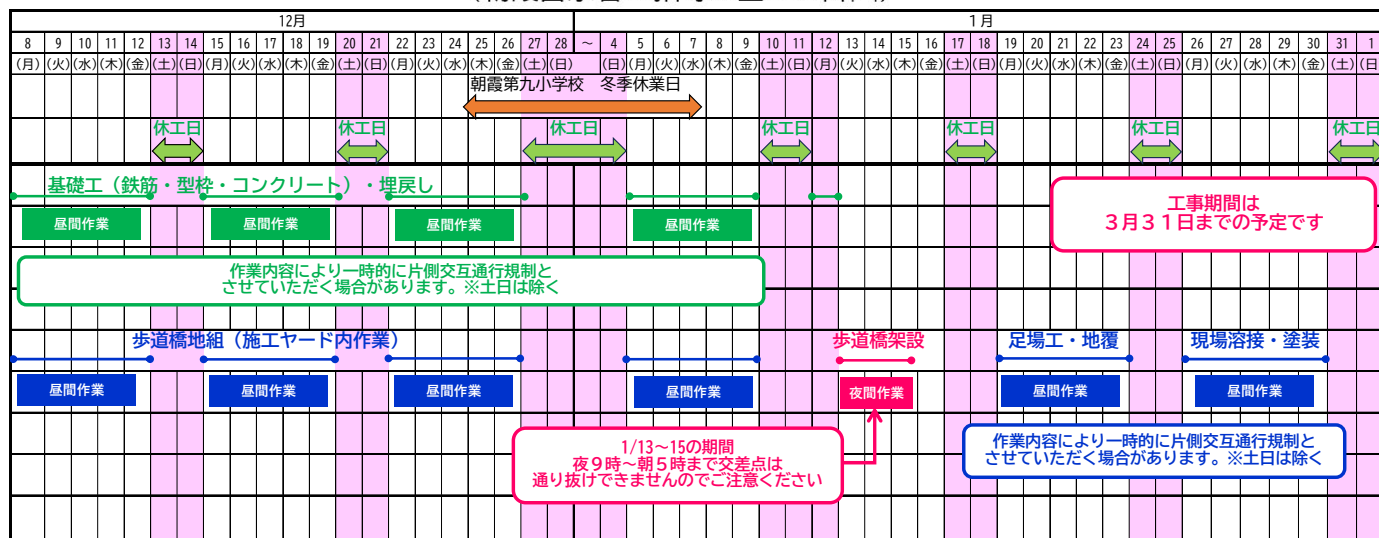 12月 1月
8 9 10 11 12 13 14 15 16 17 18 19 20 21 22 23 24 25 26 27 28 ～ 4 5 6 7 8 9 10 11 12 13 14 15 16 17 18 19 20 21 22 23 24 25 26 27 28 29 30 31 1
(月) (火) (水) (木) (金) (土) (日) (月) (火) (水) (木) (金) (土) (日) (月) (火) (水) (木) (金) (土) (日) (日) (月) (火) (水) (木) (金) (土) (日) (月) (火) (水) (木) (金) (土) (日) (月) (火) (水) (木) (金) (土) (日) (月) (火) (水) (木) (金) (土) (日)
朝霞第九小学校 冬季休業日
休工日 休工日 休工日 休工日 休工日 休工日 休工日
基礎工（鉄筋・型枠・コンクリート）・埋戻し
昼間作業 昼間作業 昼間作業 昼間作業
工事期間は
３月３１日までの予定です
作業内容により一時的に片側交互通行規制と
させていただく場合があります。※土日は除く
歩道橋地組（施工ヤード内作業） 歩道橋架設 足場工・地覆 現場溶接・塗装
昼間作業 昼間作業 昼間作業 昼間作業 夜間作業 昼間作業 昼間作業
1/13～15の期間
夜９時～朝５時まで交差点は
通り抜けできませんのでご注意ください
作業内容により一時的に片側交互通行規制と
させていただく場合があります。※土日は除く